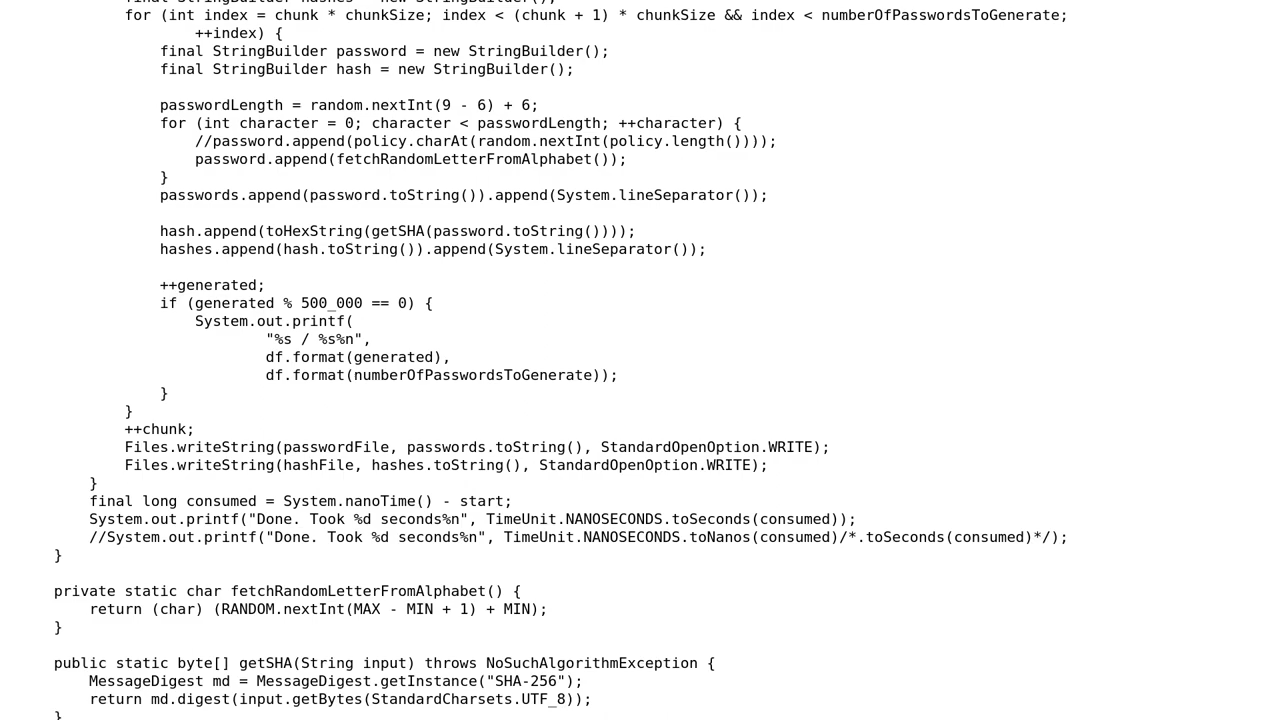 final StringBuilder hashes = new StringBuilder();
for (int index = chunk * chunkSize; index < (chunk + 1) * chunkSize && index < numberOfPasswordsToGenerate;
++index) {
final StringBuilder password = new StringBuilder();
final StringBuilder hash = new StringBuilder();
passwordLength = random.nextInt(9 - 6) + 6;
for (int character = 0; character < passwordLength; ++character) {
//password.append(policy.charAt(random.nextInt(policy.length())));
password.append(fetchRandomLetterFromAlphabet());
}
passwords.append(password.toString()).append(System.lineSeparator());
hash.append(toHexString(getSHA(password.toString())));
hashes.append(hash.toString()).append(System.lineSeparator());
++generated;
if (generated % 500_000 == 0) {
System.out.printf(
"%s / %s%n",
df.format(generated),
df.format(numberOfPasswordsToGenerate));
}
}
++chunk;
Files.writeString(passwordFile, passwords.toString(), StandardOpenOption.WRITE);
Files.writeString(hashFile, hashes.toString(), StandardOpenOption.WRITE);
}
final long consumed = System.nanoTime() - start;
System.out.printf("Done. Took %d seconds%n", TimeUnit.NANOSECONDS.toSeconds(consumed));
//System.out.printf("Done. Took %d seconds%n", TimeUnit.NANOSECONDS.toNanos(consumed)/*.toSeconds(consumed)*/);
}
private static char fetchRandomLetterFromAlphabet() {
return (char) (RANDOM.nextInt(MAX - MIN + 1) + MIN);
}
public static byte[] getSHA(String input) throws NoSuchAlgorithmException {
MessageDigest md = MessageDigest.getInstance("SHA-256");
return md.digest(input.getBytes(StandardCharsets.UTF_8));
}